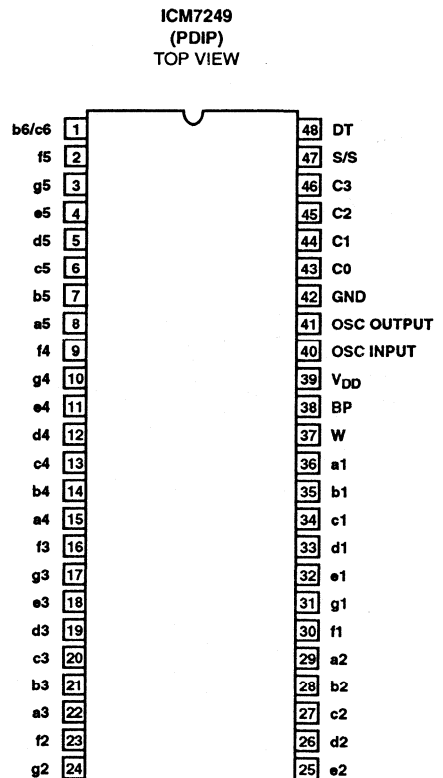 ICM7249
(PDIP)
TOP VIEW
b6/c6 1 48 DT
f5 2 47 S/S
g5 3 46 C3
e5 4 45 C2
d5 5 44 C1
c5 6 43 C0
b5 7 42 GND
a5 8 41 OSC OUTPUT
f4 9 40 OSC INPUT
g4 10 39 VDD
e4 11 38 BP
d4 12 37 W
c4 13 36 a1
b4 14 35 b1
a4 15 34 c1
f3 16 33 d1
g3 17 32 e1
e3 18 31 g1
d3 19 30 f1
c3 20 29 a2
b3 21 28 b2
a3 22 27 c2
f2 23 26 d2
g2 24 25 e2